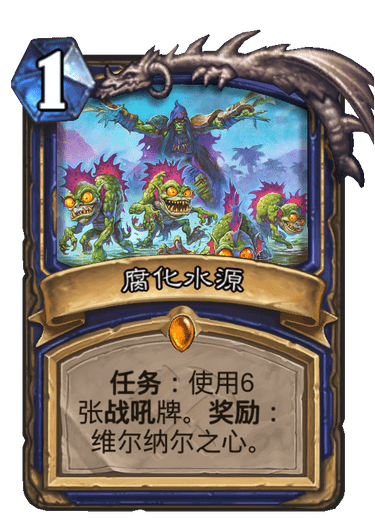 1
腐化水源
任务：使用6
张战吼牌。奖励：
维尔纳尔之心。